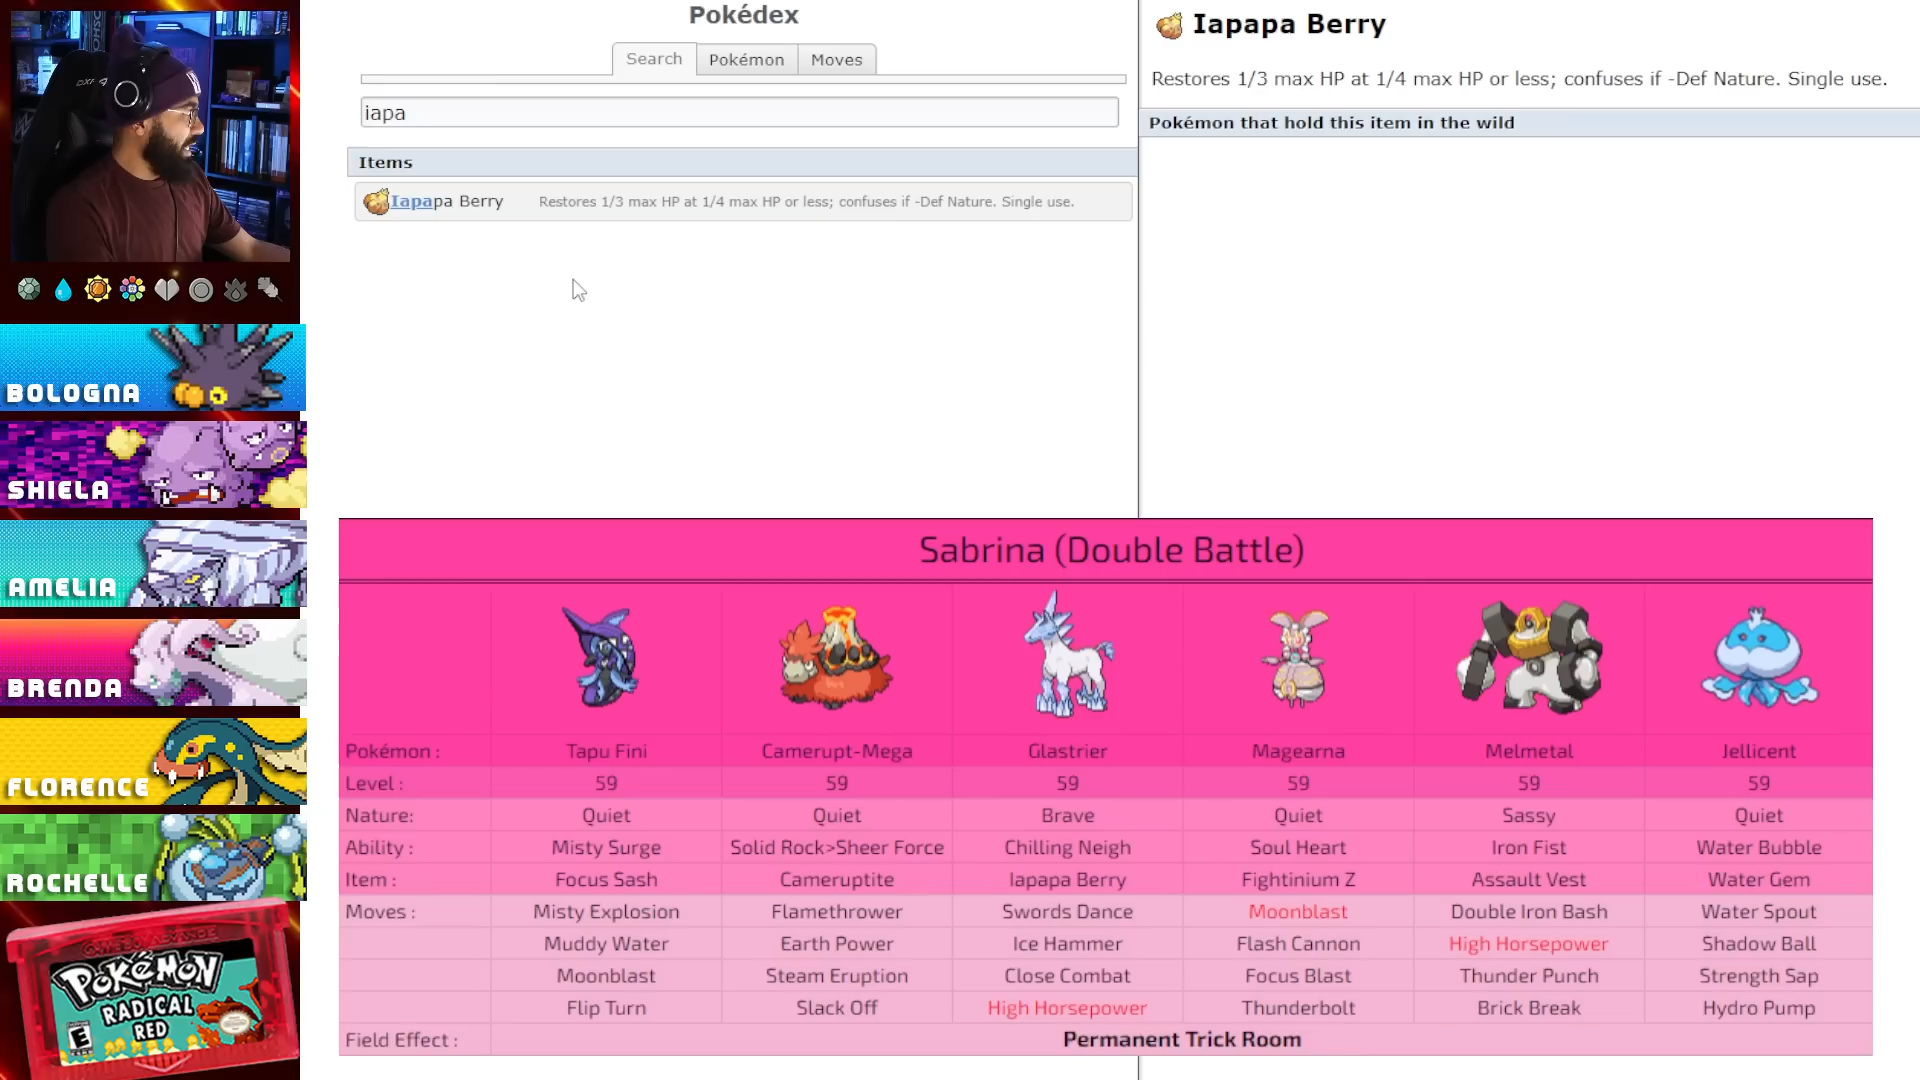 Pokédex
Search Pokémon Moves
iapa
Items
Iapapa Berry Restores 1/3 max HP at 1/4 max HP or less; confuses if -Def Nature. Single use.
Iapapa Berry
Restores 1/3 max HP at 1/4 max HP or less; confuses if -Def Nature. Single use.
Pokémon that hold this item in the wild
BOLOGNA
SHIELA
AMELIA
BRENDA
FLORENCE
ROCHELLE
POKéMON
RADICAL
RED
E
Sabrina (Double Battle)
Pokémon : Tapu Fini Camerupt-Mega Glastrier Magearna Melmetal Jellicent
Level : 59 59 59 59 59 59
Nature: Quiet Quiet Brave Quiet Sassy Quiet
Ability : Misty Surge Solid Rock>Sheer Force Chilling Neigh Soul Heart Iron Fist Water Bubble
Item : Focus Sash Cameruptite Iapapa Berry Fightinium Z Assault Vest Water Gem
Moves : Misty Explosion Flamethrower Swords Dance Moonblast Double Iron Bash Water Spout
Muddy Water Earth Power Ice Hammer Flash Cannon High Horsepower Shadow Ball
Moonblast Steam Eruption Close Combat Focus Blast Thunder Punch Strength Sap
Flip Turn Slack Off High Horsepower Thunderbolt Brick Break Hydro Pump
Field Effect : Permanent Trick Room